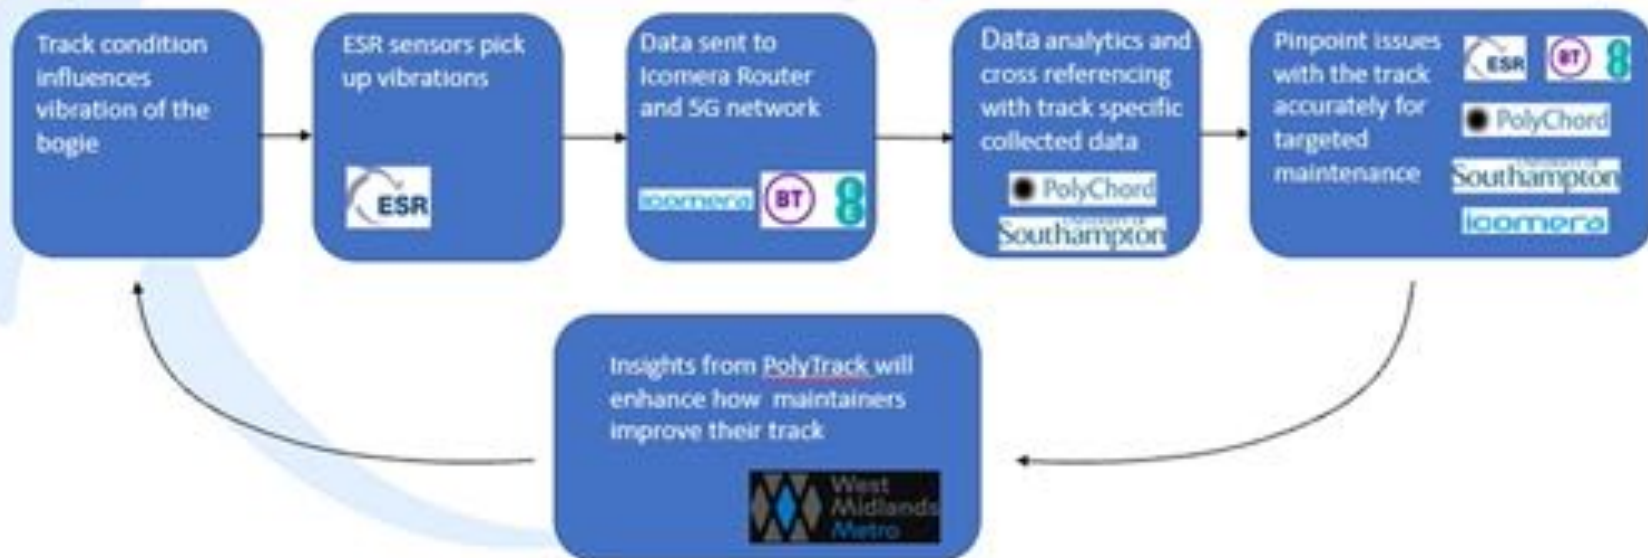 Track condition
influences
vibration of the
bogie
ESR sensors pick
up vibrations
ESR
Data sent to
Icomera Router
and 5G network
icomera
BT
EE
Data analytics and
cross referencing
with track specific
collected data
PolyChord
UNIVERSITY OF
Southampton
Pinpoint issues
with the track
accurately for
targeted
maintenance
ESR
BT
PolyChord
Southampton
icomera
Insights from PolyTrack will
enhance how maintainers
improve their track
West
Midlands
Metro